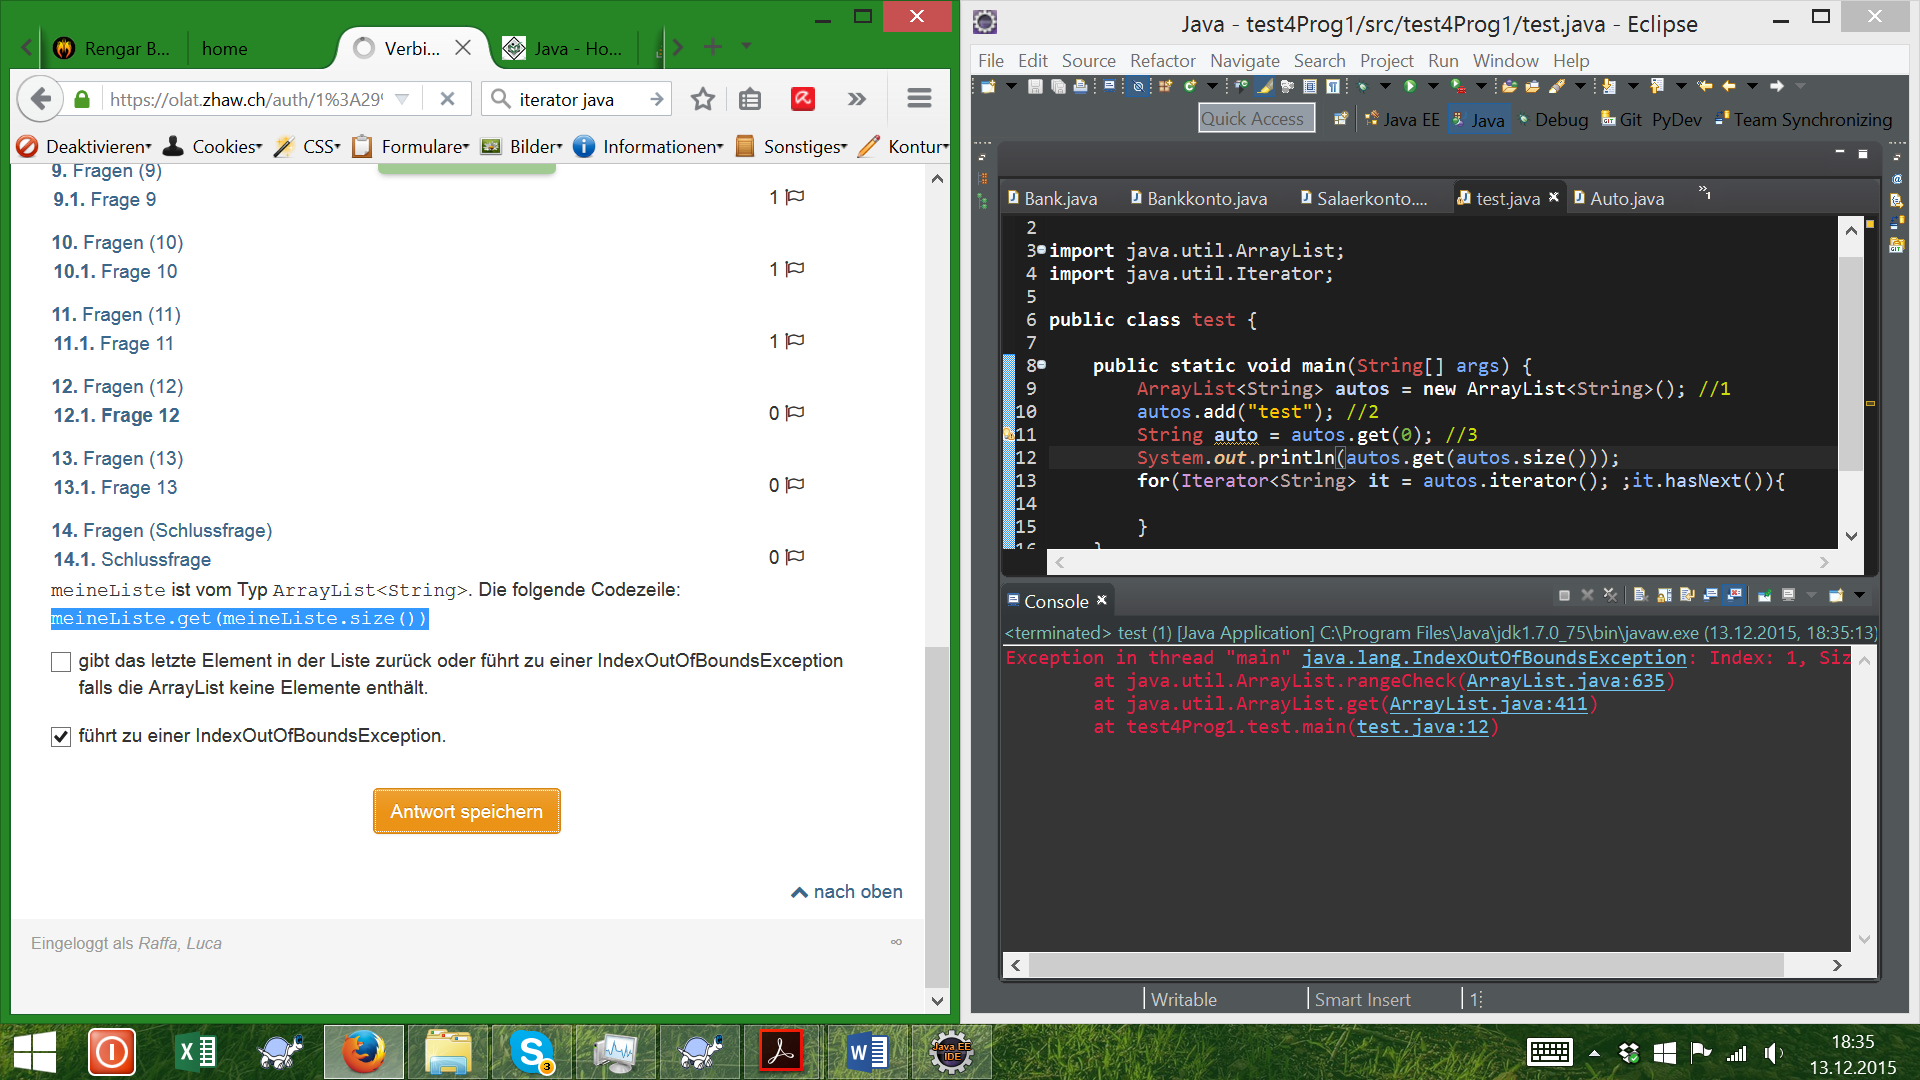 Rengar B...
home
Verbi...
Java - Ho...
https://olat.zhaw.ch/auth/1%3A29
iterator java
Deaktivieren
Cookies
CSS
Formulare
Bilder
Informationen
Sonstiges
Kontur
9. Fragen (9)
9.1. Frage 9
1
10. Fragen (10)
10.1. Frage 10
1
11. Fragen (11)
11.1. Frage 11
1
12. Fragen (12)
12.1. Frage 12
0
13. Fragen (13)
13.1. Frage 13
0
14. Fragen (Schlussfrage)
14.1. Schlussfrage
0
meineListe ist vom Typ ArrayList<String>. Die folgende Codezeile:
meineListe.get(meineListe.size())
gibt das letzte Element in der Liste zurück oder führt zu einer IndexOutOfBoundsException
falls die ArrayList keine Elemente enthält.
führt zu einer IndexOutOfBoundsException.
Antwort speichern
nach oben
Eingeloggt als Raffa, Luca
∞
Java - test4Prog1/src/test4Prog1/test.java - Eclipse
File Edit Source Refactor Navigate Search Project Run Window Help
Quick Access
Java EE
Java
Debug
Git
PyDev
Team Synchronizing
Bank.java
Bankkonto.java
Salaerkonto....
test.java
Auto.java
»1
2
3 import java.util.ArrayList;
4 import java.util.Iterator;
5
6 public class test {
7
8 public static void main(String[] args) {
9 ArrayList<String> autos = new ArrayList<String>(); //1
10 autos.add("test"); //2
11 String auto = autos.get(0); //3
12 System.out.println(autos.get(autos.size()));
13 for(Iterator<String> it = autos.iterator(); ;it.hasNext()){
14
15 }
16 }
Console
<terminated> test (1) [Java Application] C:\Program Files\Java\jdk1.7.0_75\bin\javaw.exe (13.12.2015, 18:35:13)
Exception in thread "main" java.lang.IndexOutOfBoundsException: Index: 1, Siz
at java.util.ArrayList.rangeCheck(ArrayList.java:635)
at java.util.ArrayList.get(ArrayList.java:411)
at test4Prog1.test.main(test.java:12)
Writable
Smart Insert
1
3
Java EE
IDE
18:35
13.12.2015